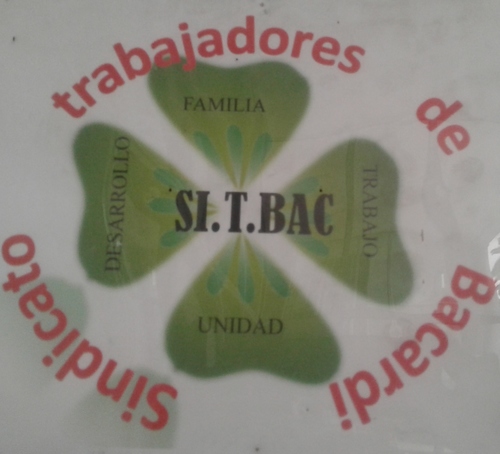 Sindicato trabajadores de Bacardi
FAMILIA
DESARROLLO
SI.T.BAC
TRABAJO
UNIDAD